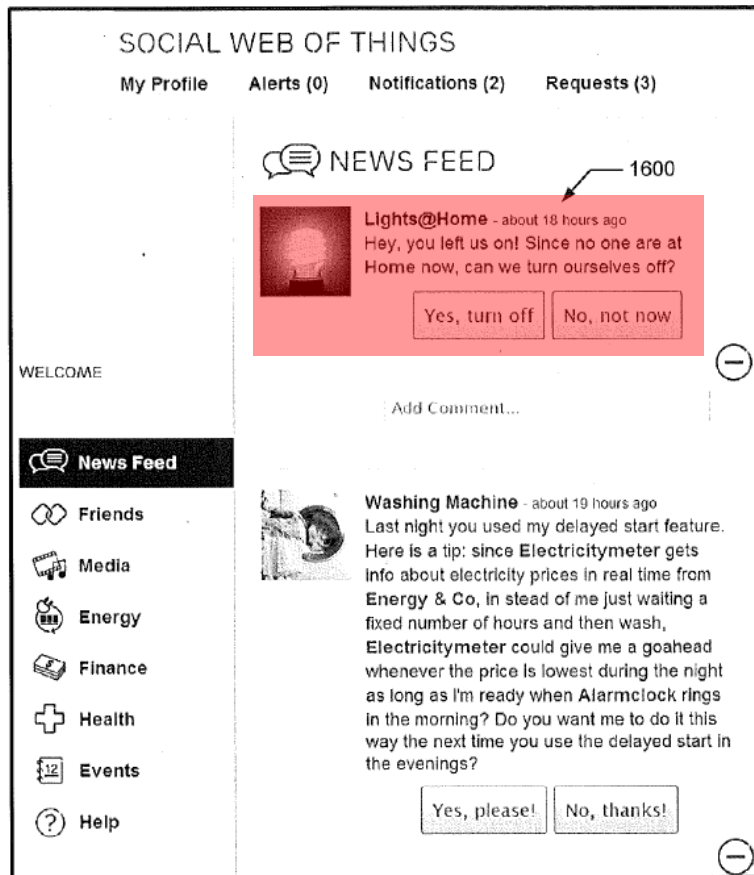 SOCIAL WEB OF THINGS
My Profile Alerts (0) Notifications (2) Requests (3)
NEWS FEED
1600
Lights@Home - about 18 hours ago
Hey, you left us on! Since no one are at
Home now, can we turn ourselves off?
Yes, turn off No, not now
WELCOME
Add Comment...
News Feed
Friends
Media
Energy
Finance
Health
12 Events
? Help
Washing Machine - about 19 hours ago
Last night you used my delayed start feature.
Here is a tip: since Electricitymeter gets
info about electricity prices in real time from
Energy & Co, in stead of me just waiting a
fixed number of hours and then wash,
Electricitymeter could give me a goahead
whenever the price is lowest during the night
as long as I'm ready when Alarmclock rings
in the morning? Do you want me to do it this
way the next time you use the delayed start in
the evenings?
Yes, please! No, thanks!